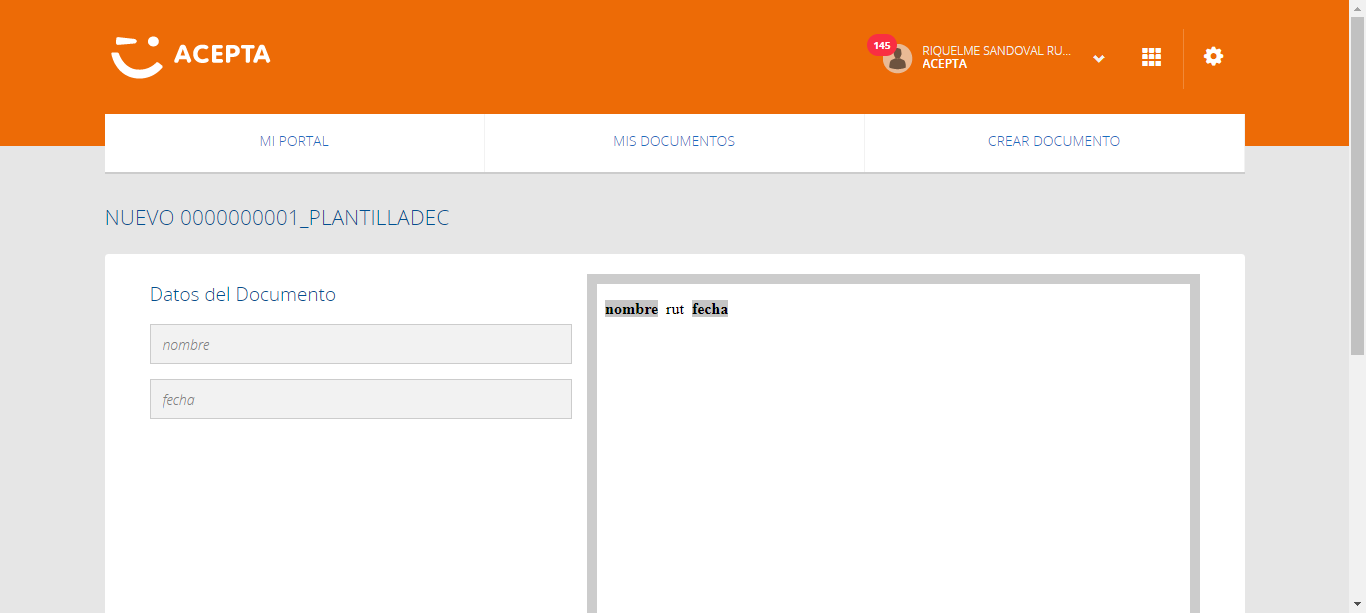 ACEPTA
145
RIQUELME SANDOVAL RU...
ACEPTA
MI PORTAL
MIS DOCUMENTOS
CREAR DOCUMENTO
NUEVO 0000000001_PLANTILLADEC
Datos del Documento
nombre
fecha
nombre rut fecha